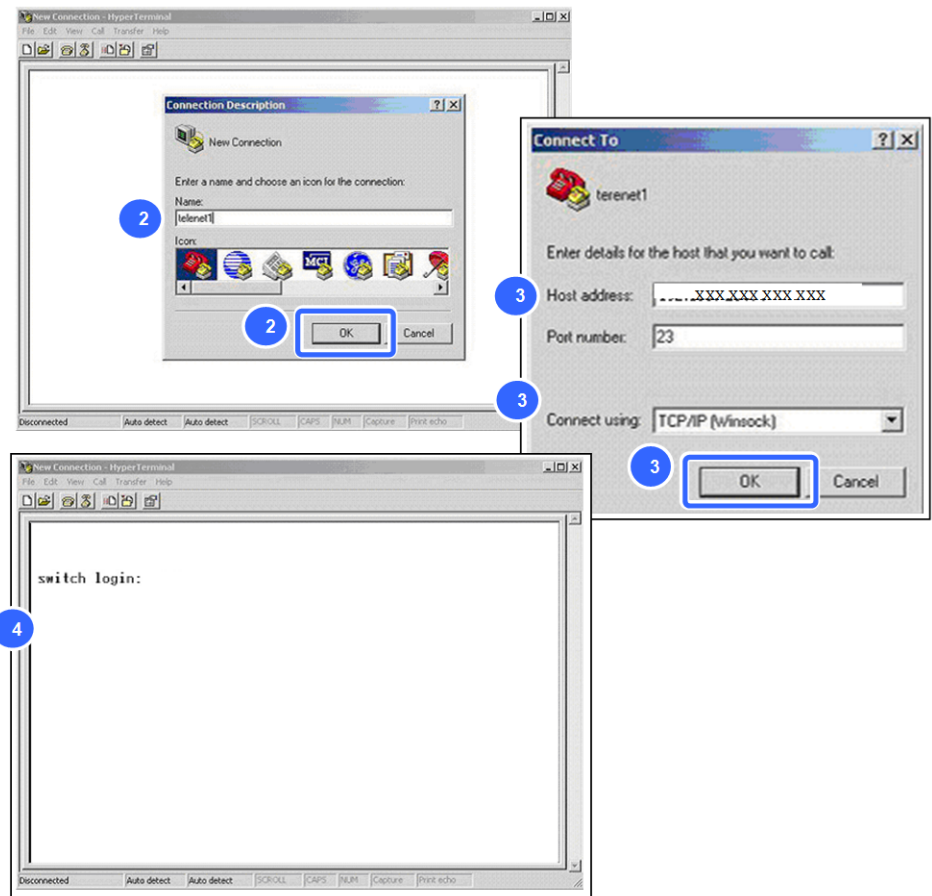 New Connection - HyperTerminal
File Edit View Call Transfer Help
Connection Description
New Connection
Enter a name and choose an icon for the connection:
Name:
2
telenet1
Icon:
MCI
2
OK Cancel
Disconnected Auto detect Auto detect SCROLL CAPS NUM Capture Print echo
Connect To
terenet1
Enter details for the host that you want to call:
3
Host address: XXX.XXX.XXX.XXX
Port number: 23
3
Connect using: TCP/IP (Winsock)
3
OK Cancel
New Connection - HyperTerminal
File Edit View Call Transfer Help
switch login:
4
Disconnected Auto detect Auto detect SCROLL CAPS NUM Capture Print echo